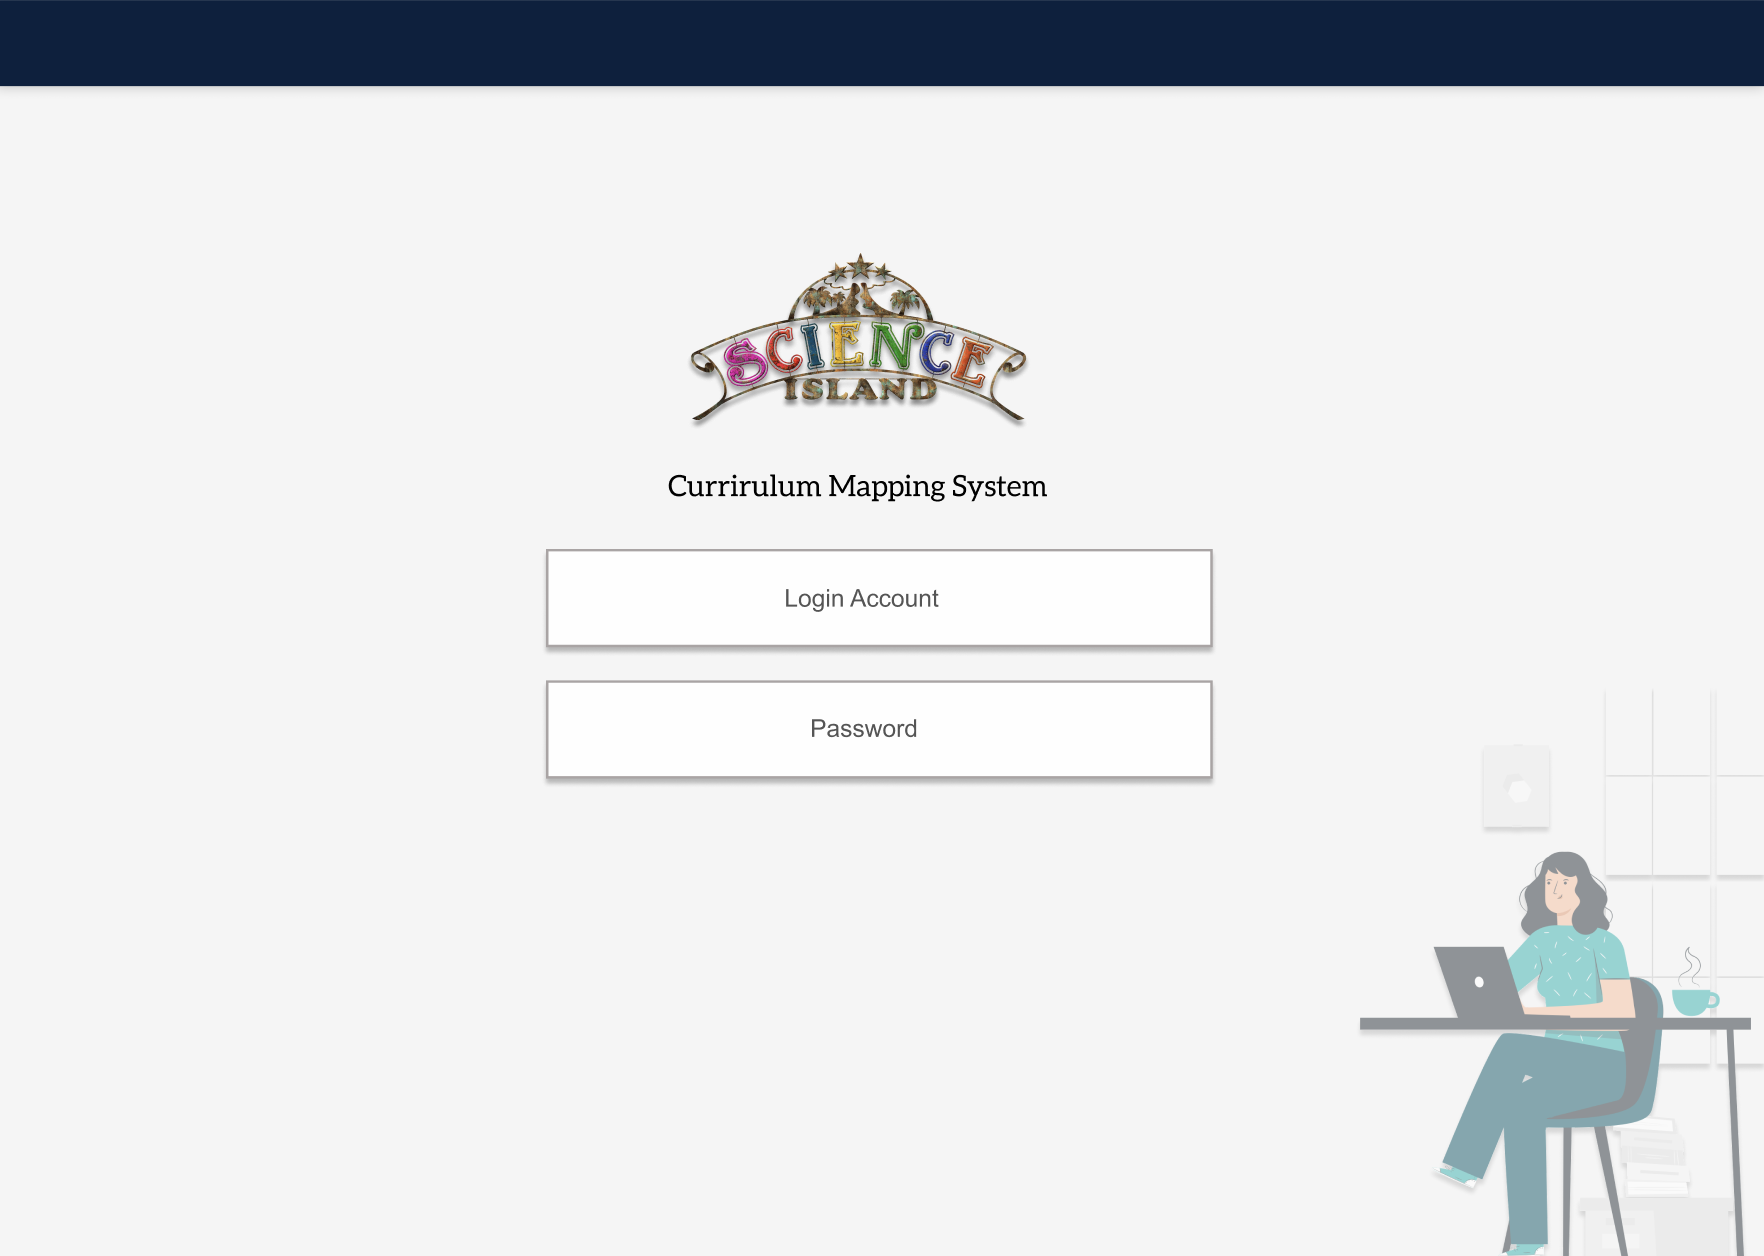 SCIENCE
ISLAND
Currirulum Mapping System
Login Account
Password